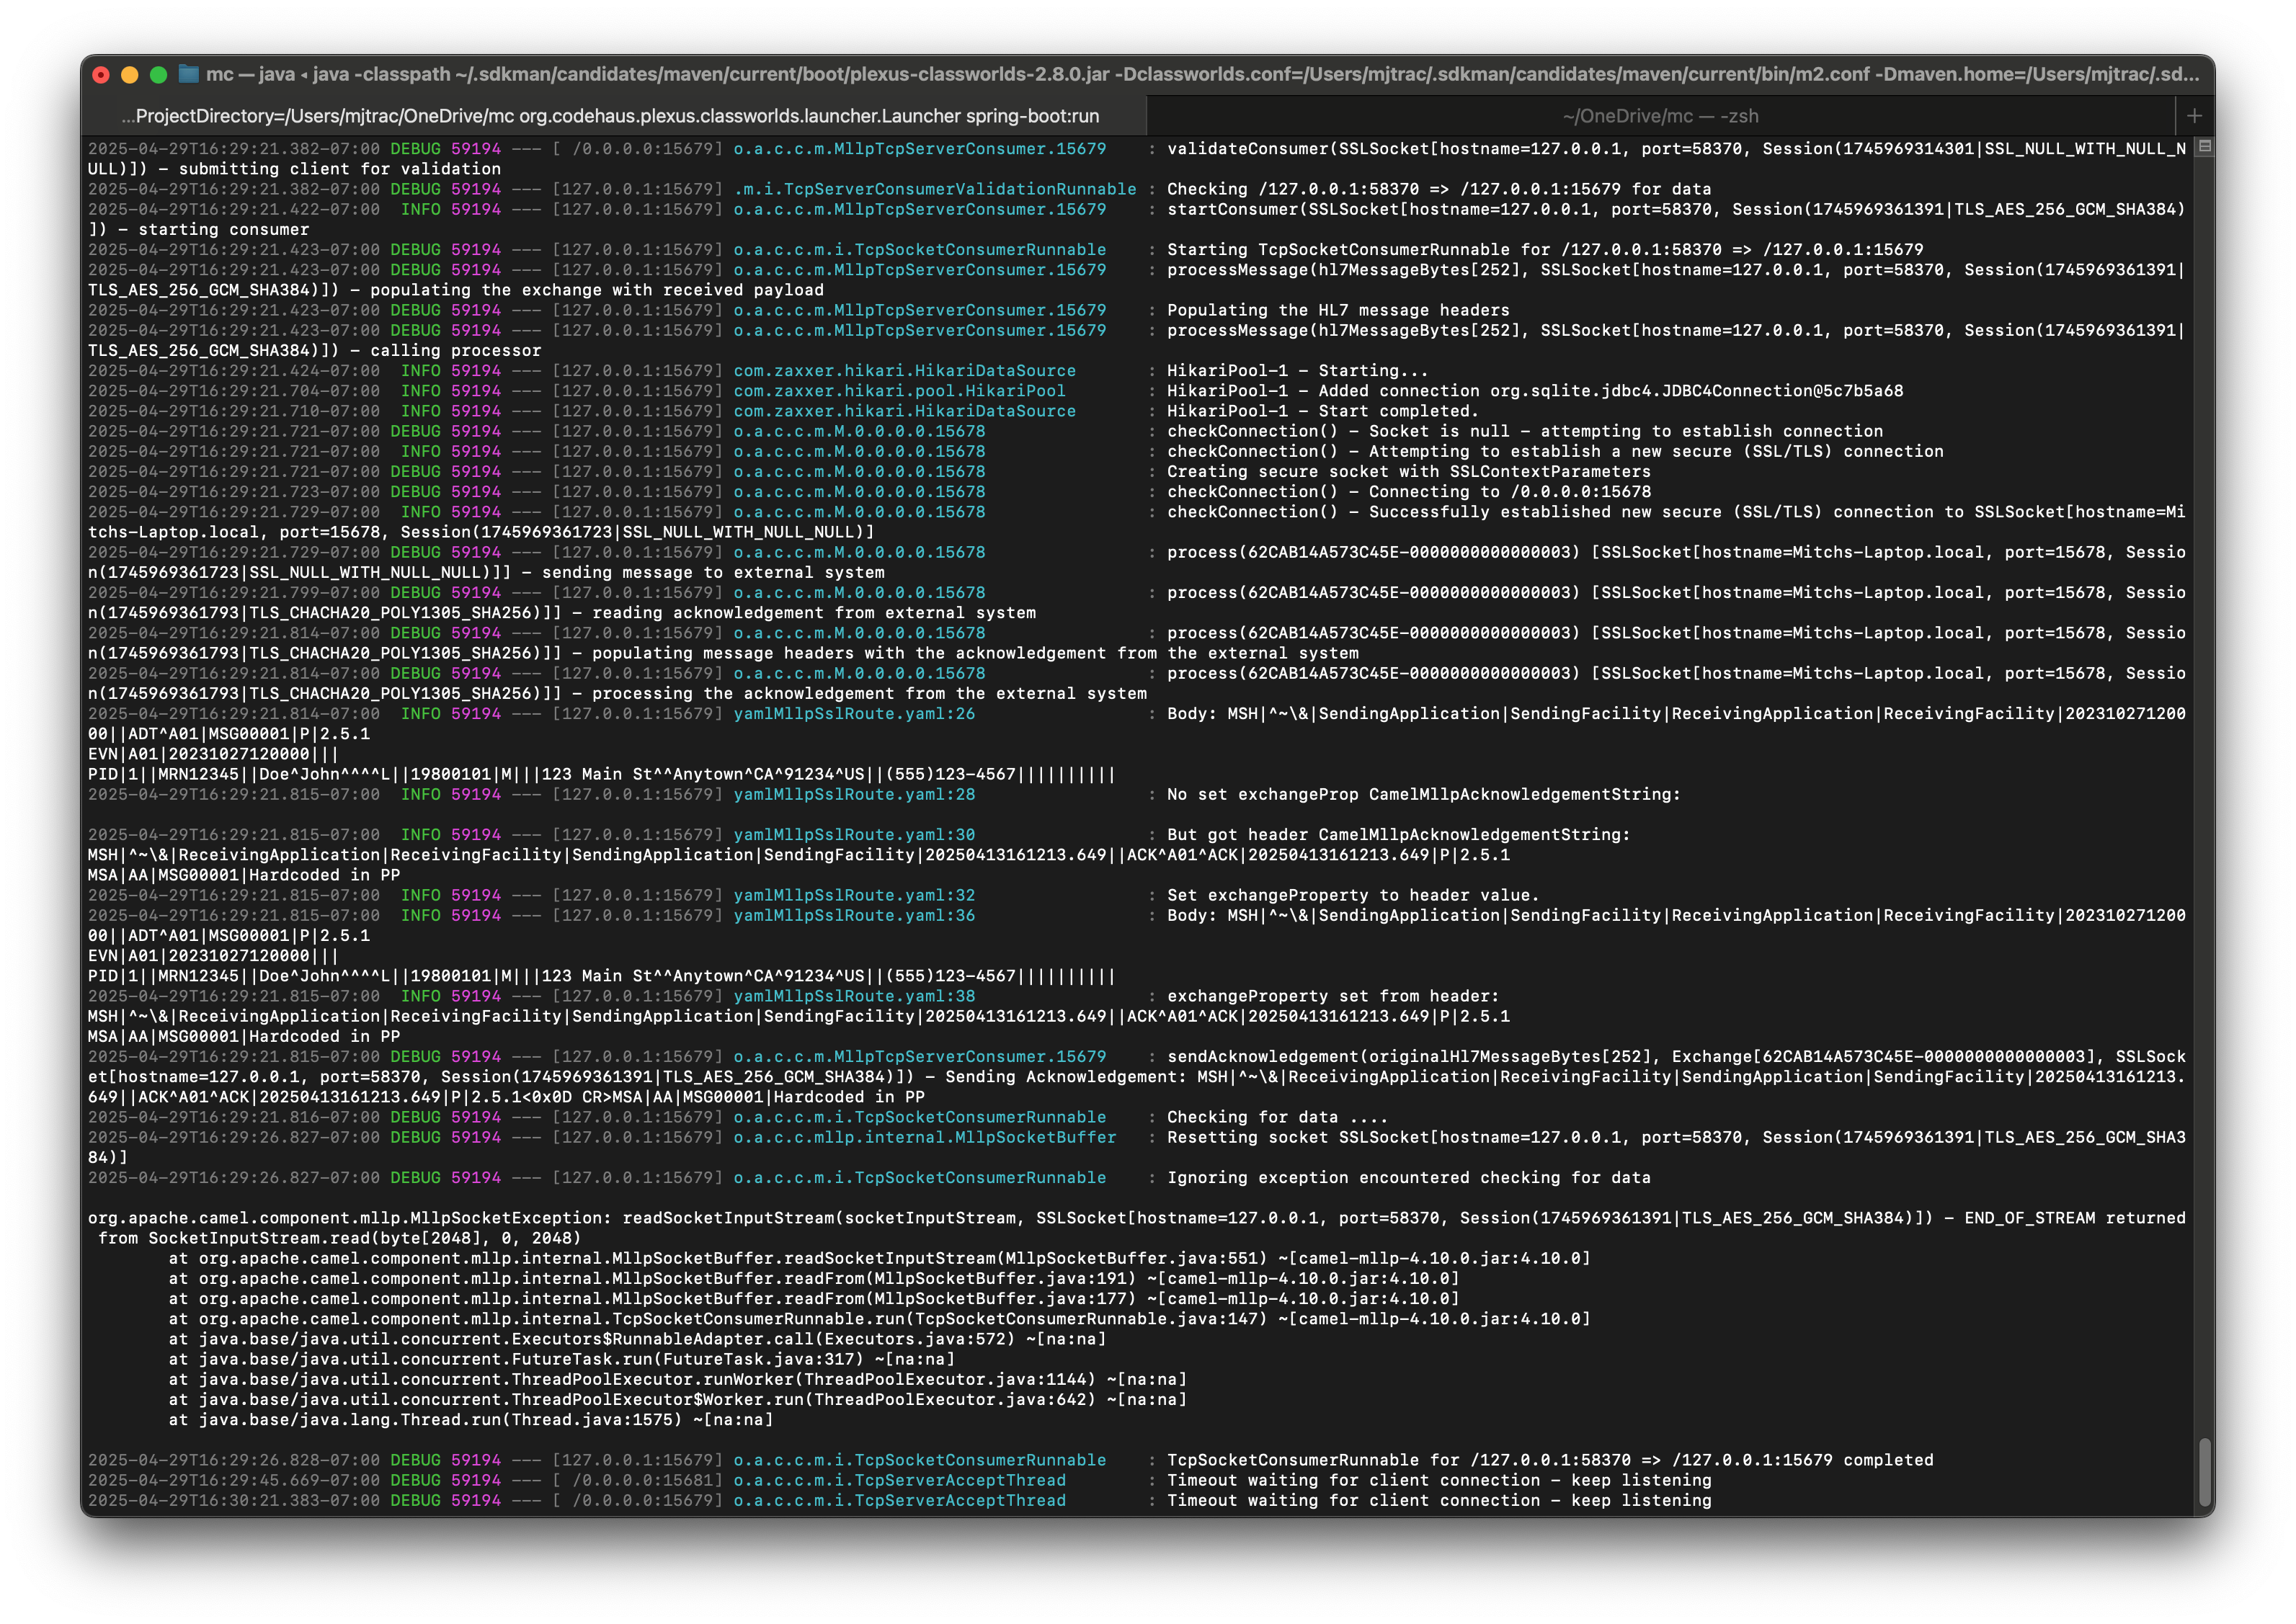 mc — java ◂ java -classpath ~/.sdkman/candidates/maven/current/boot/plexus-classworlds-2.8.0.jar -Dclassworlds.conf=/Users/mjtrac/.sdkman/candidates/maven/current/bin/m2.conf -Dmaven.home=/Users/mjtrac/.sd...
...ProjectDirectory=/Users/mjtrac/OneDrive/mc org.codehaus.plexus.classworlds.launcher.Launcher spring-boot:run
~/OneDrive/mc — -zsh
+
2025-04-29T16:29:21.382-07:00 DEBUG 59194 --- [ /0.0.0.0:15679] o.a.c.c.m.MllpTcpServerConsumer.15679    : validateConsumer(SSLSocket[hostname=127.0.0.1, port=58370, Session(1745969314301|SSL_NULL_WITH_NULL_N
ULL)]) – submitting client for validation
2025-04-29T16:29:21.382-07:00 DEBUG 59194 --- [127.0.0.1:15679] .m.i.TcpServerConsumerValidationRunnable : Checking /127.0.0.1:58370 => /127.0.0.1:15679 for data
2025-04-29T16:29:21.422-07:00  INFO 59194 --- [127.0.0.1:15679] o.a.c.c.m.MllpTcpServerConsumer.15679    : startConsumer(SSLSocket[hostname=127.0.0.1, port=58370, Session(1745969361391|TLS_AES_256_GCM_SHA384)
]) – starting consumer
2025-04-29T16:29:21.423-07:00 DEBUG 59194 --- [127.0.0.1:15679] o.a.c.c.m.i.TcpSocketConsumerRunnable    : Starting TcpSocketConsumerRunnable for /127.0.0.1:58370 => /127.0.0.1:15679
2025-04-29T16:29:21.423-07:00 DEBUG 59194 --- [127.0.0.1:15679] o.a.c.c.m.MllpTcpServerConsumer.15679    : processMessage(hl7MessageBytes[252], SSLSocket[hostname=127.0.0.1, port=58370, Session(1745969361391|
TLS_AES_256_GCM_SHA384)]) – populating the exchange with received payload
2025-04-29T16:29:21.423-07:00 DEBUG 59194 --- [127.0.0.1:15679] o.a.c.c.m.MllpTcpServerConsumer.15679    : Populating the HL7 message headers
2025-04-29T16:29:21.423-07:00 DEBUG 59194 --- [127.0.0.1:15679] o.a.c.c.m.MllpTcpServerConsumer.15679    : processMessage(hl7MessageBytes[252], SSLSocket[hostname=127.0.0.1, port=58370, Session(1745969361391|
TLS_AES_256_GCM_SHA384)]) – calling processor
2025-04-29T16:29:21.424-07:00  INFO 59194 --- [127.0.0.1:15679] com.zaxxer.hikari.HikariDataSource       : HikariPool-1 – Starting...
2025-04-29T16:29:21.704-07:00  INFO 59194 --- [127.0.0.1:15679] com.zaxxer.hikari.pool.HikariPool        : HikariPool-1 – Added connection org.sqlite.jdbc4.JDBC4Connection@5c7b5a68
2025-04-29T16:29:21.710-07:00  INFO 59194 --- [127.0.0.1:15679] com.zaxxer.hikari.HikariDataSource       : HikariPool-1 – Start completed.
2025-04-29T16:29:21.721-07:00 DEBUG 59194 --- [127.0.0.1:15679] o.a.c.c.m.M.0.0.0.0.15678                : checkConnection() – Socket is null – attempting to establish connection
2025-04-29T16:29:21.721-07:00  INFO 59194 --- [127.0.0.1:15679] o.a.c.c.m.M.0.0.0.0.15678                : checkConnection() – Attempting to establish a new secure (SSL/TLS) connection
2025-04-29T16:29:21.721-07:00 DEBUG 59194 --- [127.0.0.1:15679] o.a.c.c.m.M.0.0.0.0.15678                : Creating secure socket with SSLContextParameters
2025-04-29T16:29:21.723-07:00 DEBUG 59194 --- [127.0.0.1:15679] o.a.c.c.m.M.0.0.0.0.15678                : checkConnection() – Connecting to /0.0.0.0:15678
2025-04-29T16:29:21.729-07:00  INFO 59194 --- [127.0.0.1:15679] o.a.c.c.m.M.0.0.0.0.15678                : checkConnection() – Successfully established new secure (SSL/TLS) connection to SSLSocket[hostname=Mi
tchs-Laptop.local, port=15678, Session(1745969361723|SSL_NULL_WITH_NULL_NULL)]
2025-04-29T16:29:21.729-07:00 DEBUG 59194 --- [127.0.0.1:15679] o.a.c.c.m.M.0.0.0.0.15678                : process(62CAB14A573C45E-0000000000000003) [SSLSocket[hostname=Mitchs-Laptop.local, port=15678, Sessio
n(1745969361723|SSL_NULL_WITH_NULL_NULL)]] – sending message to external system
2025-04-29T16:29:21.799-07:00 DEBUG 59194 --- [127.0.0.1:15679] o.a.c.c.m.M.0.0.0.0.15678                : process(62CAB14A573C45E-0000000000000003) [SSLSocket[hostname=Mitchs-Laptop.local, port=15678, Sessio
n(1745969361793|TLS_CHACHA20_POLY1305_SHA256)]] – reading acknowledgement from external system
2025-04-29T16:29:21.814-07:00 DEBUG 59194 --- [127.0.0.1:15679] o.a.c.c.m.M.0.0.0.0.15678                : process(62CAB14A573C45E-0000000000000003) [SSLSocket[hostname=Mitchs-Laptop.local, port=15678, Sessio
n(1745969361793|TLS_CHACHA20_POLY1305_SHA256)]] – populating message headers with the acknowledgement from the external system
2025-04-29T16:29:21.814-07:00 DEBUG 59194 --- [127.0.0.1:15679] o.a.c.c.m.M.0.0.0.0.15678                : process(62CAB14A573C45E-0000000000000003) [SSLSocket[hostname=Mitchs-Laptop.local, port=15678, Sessio
n(1745969361793|TLS_CHACHA20_POLY1305_SHA256)]] – processing the acknowledgement from the external system
2025-04-29T16:29:21.814-07:00  INFO 59194 --- [127.0.0.1:15679] yamlMllpSslRoute.yaml:26                 : Body: MSH|^~\&|SendingApplication|SendingFacility|ReceivingApplication|ReceivingFacility|202310271200
00||ADT^A01|MSG00001|P|2.5.1
EVN|A01|20231027120000|||
PID|1||MRN12345||Doe^John^^^^L||19800101|M|||123 Main St^^Anytown^CA^91234^US||(555)123-4567||||||||||
2025-04-29T16:29:21.815-07:00  INFO 59194 --- [127.0.0.1:15679] yamlMllpSslRoute.yaml:28                 : No set exchangeProp CamelMllpAcknowledgementString:
2025-04-29T16:29:21.815-07:00  INFO 59194 --- [127.0.0.1:15679] yamlMllpSslRoute.yaml:30                 : But got header CamelMllpAcknowledgementString:
MSH|^~\&|ReceivingApplication|ReceivingFacility|SendingApplication|SendingFacility|20250413161213.649||ACK^A01^ACK|20250413161213.649|P|2.5.1
MSA|AA|MSG00001|Hardcoded in PP
2025-04-29T16:29:21.815-07:00  INFO 59194 --- [127.0.0.1:15679] yamlMllpSslRoute.yaml:32                 : Set exchangeProperty to header value.
2025-04-29T16:29:21.815-07:00  INFO 59194 --- [127.0.0.1:15679] yamlMllpSslRoute.yaml:36                 : Body: MSH|^~\&|SendingApplication|SendingFacility|ReceivingApplication|ReceivingFacility|202310271200
00||ADT^A01|MSG00001|P|2.5.1
EVN|A01|20231027120000|||
PID|1||MRN12345||Doe^John^^^^L||19800101|M|||123 Main St^^Anytown^CA^91234^US||(555)123-4567||||||||||
2025-04-29T16:29:21.815-07:00  INFO 59194 --- [127.0.0.1:15679] yamlMllpSslRoute.yaml:38                 : exchangeProperty set from header:
MSH|^~\&|ReceivingApplication|ReceivingFacility|SendingApplication|SendingFacility|20250413161213.649||ACK^A01^ACK|20250413161213.649|P|2.5.1
MSA|AA|MSG00001|Hardcoded in PP
2025-04-29T16:29:21.815-07:00 DEBUG 59194 --- [127.0.0.1:15679] o.a.c.c.m.MllpTcpServerConsumer.15679    : sendAcknowledgement(originalHl7MessageBytes[252], Exchange[62CAB14A573C45E-0000000000000003], SSLSock
et[hostname=127.0.0.1, port=58370, Session(1745969361391|TLS_AES_256_GCM_SHA384)]) – Sending Acknowledgement: MSH|^~\&|ReceivingApplication|ReceivingFacility|SendingApplication|SendingFacility|20250413161213.
649||ACK^A01^ACK|20250413161213.649|P|2.5.1<0x0D CR>MSA|AA|MSG00001|Hardcoded in PP
2025-04-29T16:29:21.816-07:00 DEBUG 59194 --- [127.0.0.1:15679] o.a.c.c.m.i.TcpSocketConsumerRunnable    : Checking for data ....
2025-04-29T16:29:26.827-07:00 DEBUG 59194 --- [127.0.0.1:15679] o.a.c.c.mllp.internal.MllpSocketBuffer   : Resetting socket SSLSocket[hostname=127.0.0.1, port=58370, Session(1745969361391|TLS_AES_256_GCM_SHA3
84)]
2025-04-29T16:29:26.827-07:00 DEBUG 59194 --- [127.0.0.1:15679] o.a.c.c.m.i.TcpSocketConsumerRunnable    : Ignoring exception encountered checking for data
org.apache.camel.component.mllp.MllpSocketException: readSocketInputStream(socketInputStream, SSLSocket[hostname=127.0.0.1, port=58370, Session(1745969361391|TLS_AES_256_GCM_SHA384)]) – END_OF_STREAM returned
 from SocketInputStream.read(byte[2048], 0, 2048)
        at org.apache.camel.component.mllp.internal.MllpSocketBuffer.readSocketInputStream(MllpSocketBuffer.java:551) ~[camel-mllp-4.10.0.jar:4.10.0]
        at org.apache.camel.component.mllp.internal.MllpSocketBuffer.readFrom(MllpSocketBuffer.java:191) ~[camel-mllp-4.10.0.jar:4.10.0]
        at org.apache.camel.component.mllp.internal.MllpSocketBuffer.readFrom(MllpSocketBuffer.java:177) ~[camel-mllp-4.10.0.jar:4.10.0]
        at org.apache.camel.component.mllp.internal.TcpSocketConsumerRunnable.run(TcpSocketConsumerRunnable.java:147) ~[camel-mllp-4.10.0.jar:4.10.0]
        at java.base/java.util.concurrent.Executors$RunnableAdapter.call(Executors.java:572) ~[na:na]
        at java.base/java.util.concurrent.FutureTask.run(FutureTask.java:317) ~[na:na]
        at java.base/java.util.concurrent.ThreadPoolExecutor.runWorker(ThreadPoolExecutor.java:1144) ~[na:na]
        at java.base/java.util.concurrent.ThreadPoolExecutor$Worker.run(ThreadPoolExecutor.java:642) ~[na:na]
        at java.base/java.lang.Thread.run(Thread.java:1575) ~[na:na]
2025-04-29T16:29:26.828-07:00 DEBUG 59194 --- [127.0.0.1:15679] o.a.c.c.m.i.TcpSocketConsumerRunnable    : TcpSocketConsumerRunnable for /127.0.0.1:58370 => /127.0.0.1:15679 completed
2025-04-29T16:29:45.669-07:00 DEBUG 59194 --- [ /0.0.0.0:15681] o.a.c.c.m.i.TcpServerAcceptThread        : Timeout waiting for client connection – keep listening
2025-04-29T16:30:21.383-07:00 DEBUG 59194 --- [ /0.0.0.0:15679] o.a.c.c.m.i.TcpServerAcceptThread        : Timeout waiting for client connection – keep listening